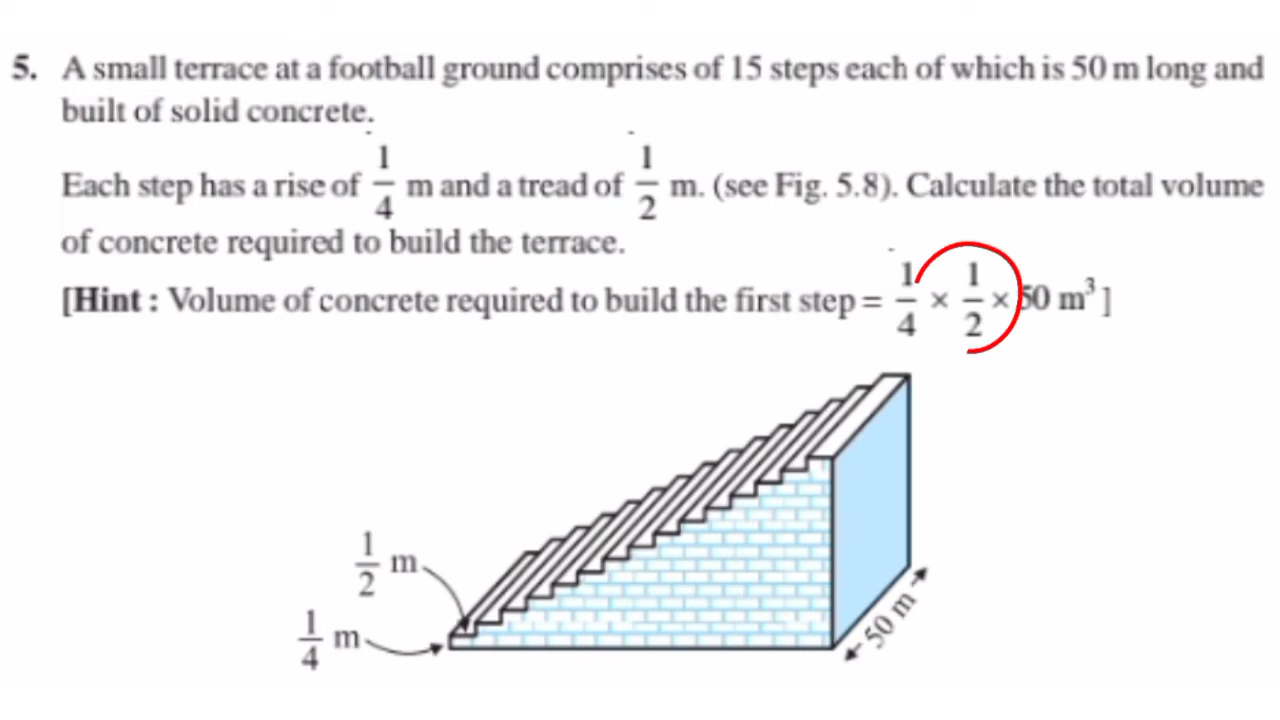 5. A small terrace at a football ground comprises of 15 steps each of which is 50 m long and
built of solid concrete.
Each step has a rise of 1/4 m and a tread of 1/2 m. (see Fig. 5.8). Calculate the total volume
of concrete required to build the terrace.
[Hint : Volume of concrete required to build the first step = 1/4 × 1/2 × 50 m³ ]
1/2 m
1/4 m
50 m